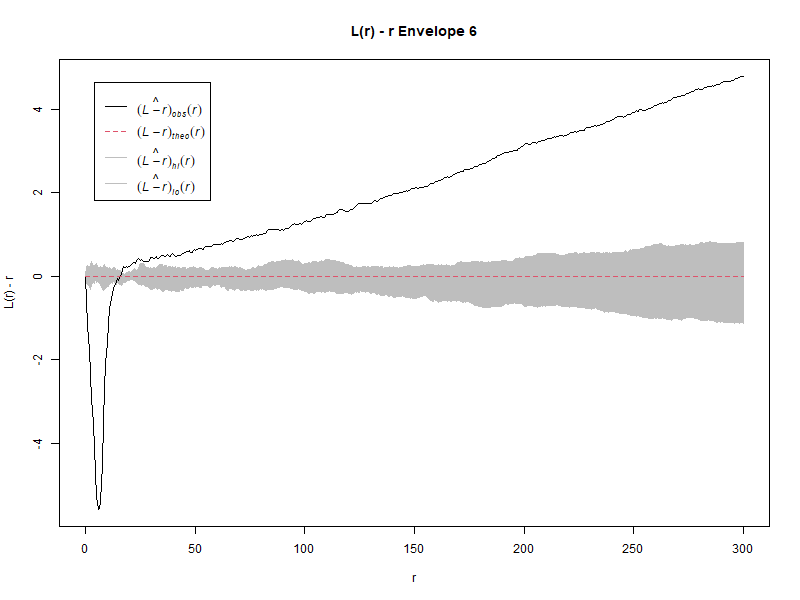 L(r) - r Envelope 6
(L^−r)obs(r)
(L−r)theo(r)
(L^−r)hi(r)
(L^−r)lo(r)
4
2
0
-2
-4
L(r) - r
0 50 100 150 200 250 300
r